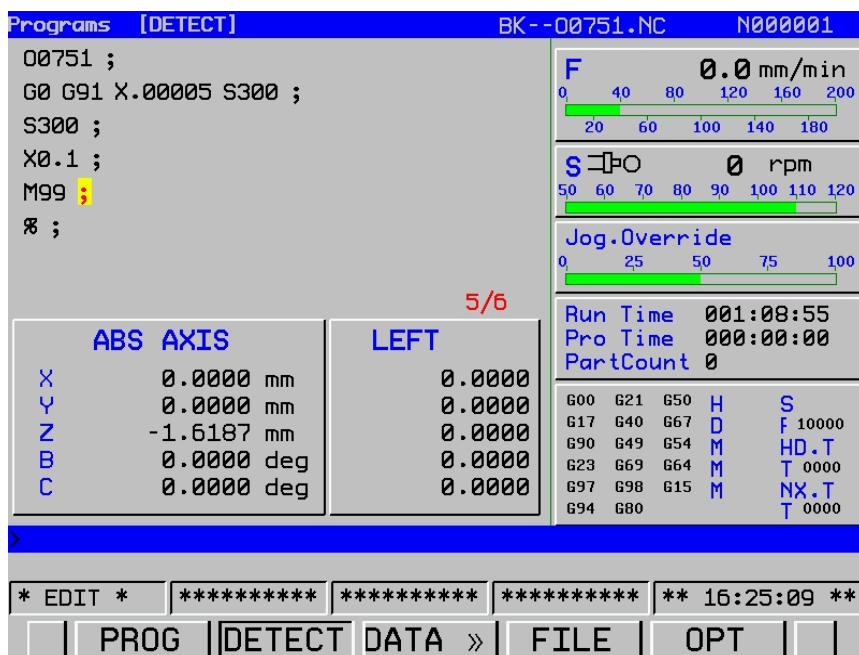 Programs [DETECT] BK--O0751.NC N000001
O0751 ;
G0 G91 X.00005 S300 ;
S300 ;
X0.1 ;
M99 ;
% ;
5/6
F 0.0 mm/min
0 40 80 120 160 200
20 60 100 140 180
S 0 rpm
50 60 70 80 90 100 110 120
Jog.Override
0 25 50 75 100
Run Time 001:08:55
Pro Time 000:00:00
PartCount 0
ABS AXIS LEFT
X 0.0000 mm 0.0000
Y 0.0000 mm 0.0000
Z -1.6187 mm 0.0000
B 0.0000 deg 0.0000
C 0.0000 deg 0.0000
G00 G21 G50 H S
G17 G40 G67 D F 10000
G90 G49 G54 M HD.T
G23 G69 G64 M T 0000
G97 G98 G15 M NX.T
G94 G80 T 0000
>
* EDIT * ********** ********** ********** ** 16:25:09 **
PROG DETECT DATA » FILE OPT